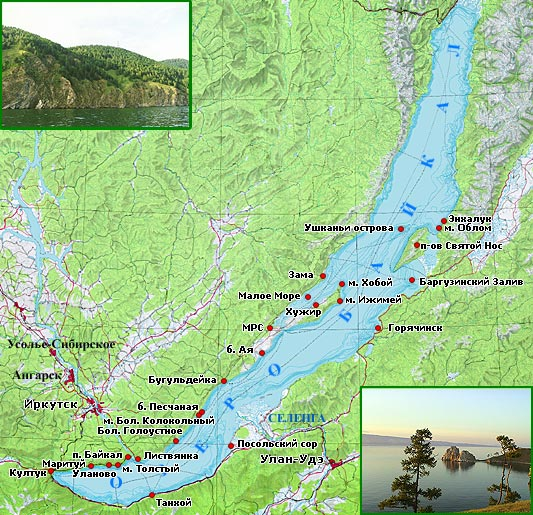 ОЗЕРО БАЙКАЛ
Энхалук
Ушканьи острова
м. Облом
п-ов Святой Нос
Зама
м. Хобой
Баргузинский Залив
Малое Море
м. Ижимей
Хужир
МРС
Горячинск
Усолье-Сибирское
б. Ая
Ангарск
Бугульдейка
Иркутск
б. Песчаная
м. Бол. Колокольный
СЕЛЕНГА
Бол. Голоустное
Посольский сор
п. Байкал
Листвянка
Улан-Удэ
Маритуй
Култук
Уланово
м. Толстый
Танхой